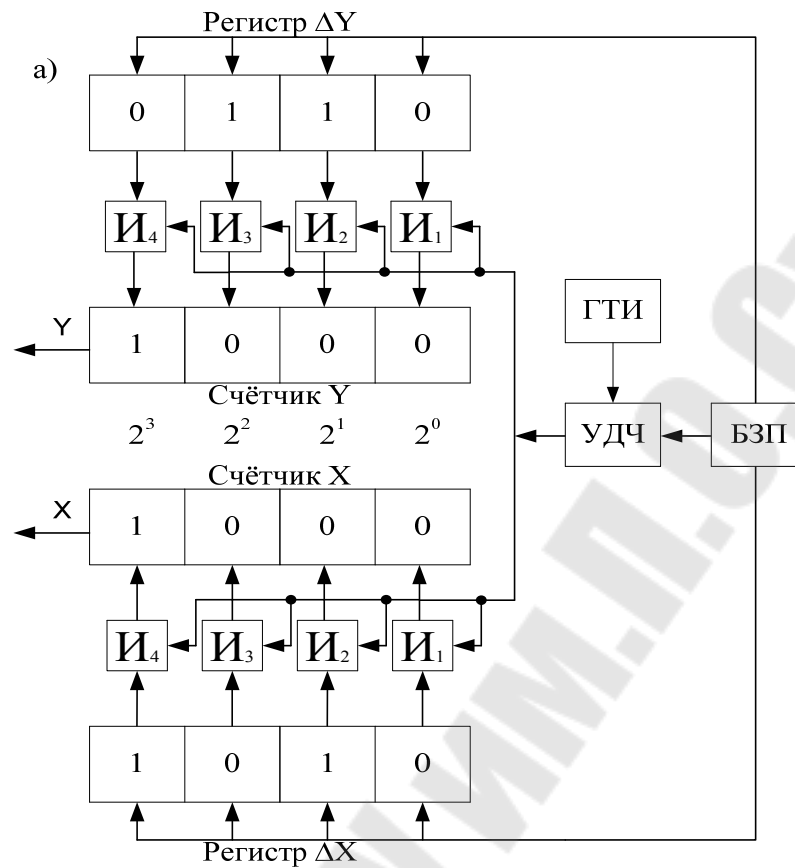 Регистр ΔY
а)
0 1 1 0
И₄ И₃ И₂ И₁
Y
1 0 0 0
ГТИ
Счётчик Y
2³ 2² 2¹ 2⁰
УДЧ
БЗП
Счётчик X
X
1 0 0 0
И₄ И₃ И₂ И₁
1 0 1 0
Регистр ΔX